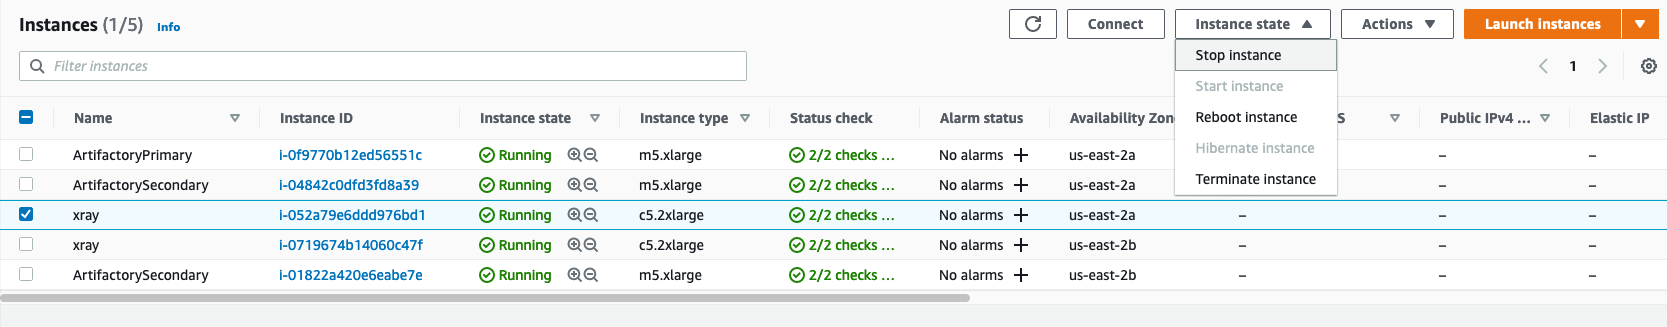 Instances (1/5) Info Connect Instance state Actions Launch instances
Filter instances 1
Stop instance
Start instance
Reboot instance
Hibernate instance
Terminate instance
Name Instance ID Instance state Instance type Status check Alarm status Availability Zon S Public IPv4 ... Elastic IP
ArtifactoryPrimary i-0f9770b12ed56551c Running m5.xlarge 2/2 checks ... No alarms + us-east-2a – –
ArtifactorySecondary i-04842c0dfd3fd8a39 Running m5.xlarge 2/2 checks ... No alarms + us-east-2a – –
xray i-052a79e6ddd976bd1 Running c5.2xlarge 2/2 checks ... No alarms + us-east-2a – – –
xray i-0719674b14060c47f Running c5.2xlarge 2/2 checks ... No alarms + us-east-2b – – –
ArtifactorySecondary i-01822a420e6eabe7e Running m5.xlarge 2/2 checks ... No alarms + us-east-2b – – –